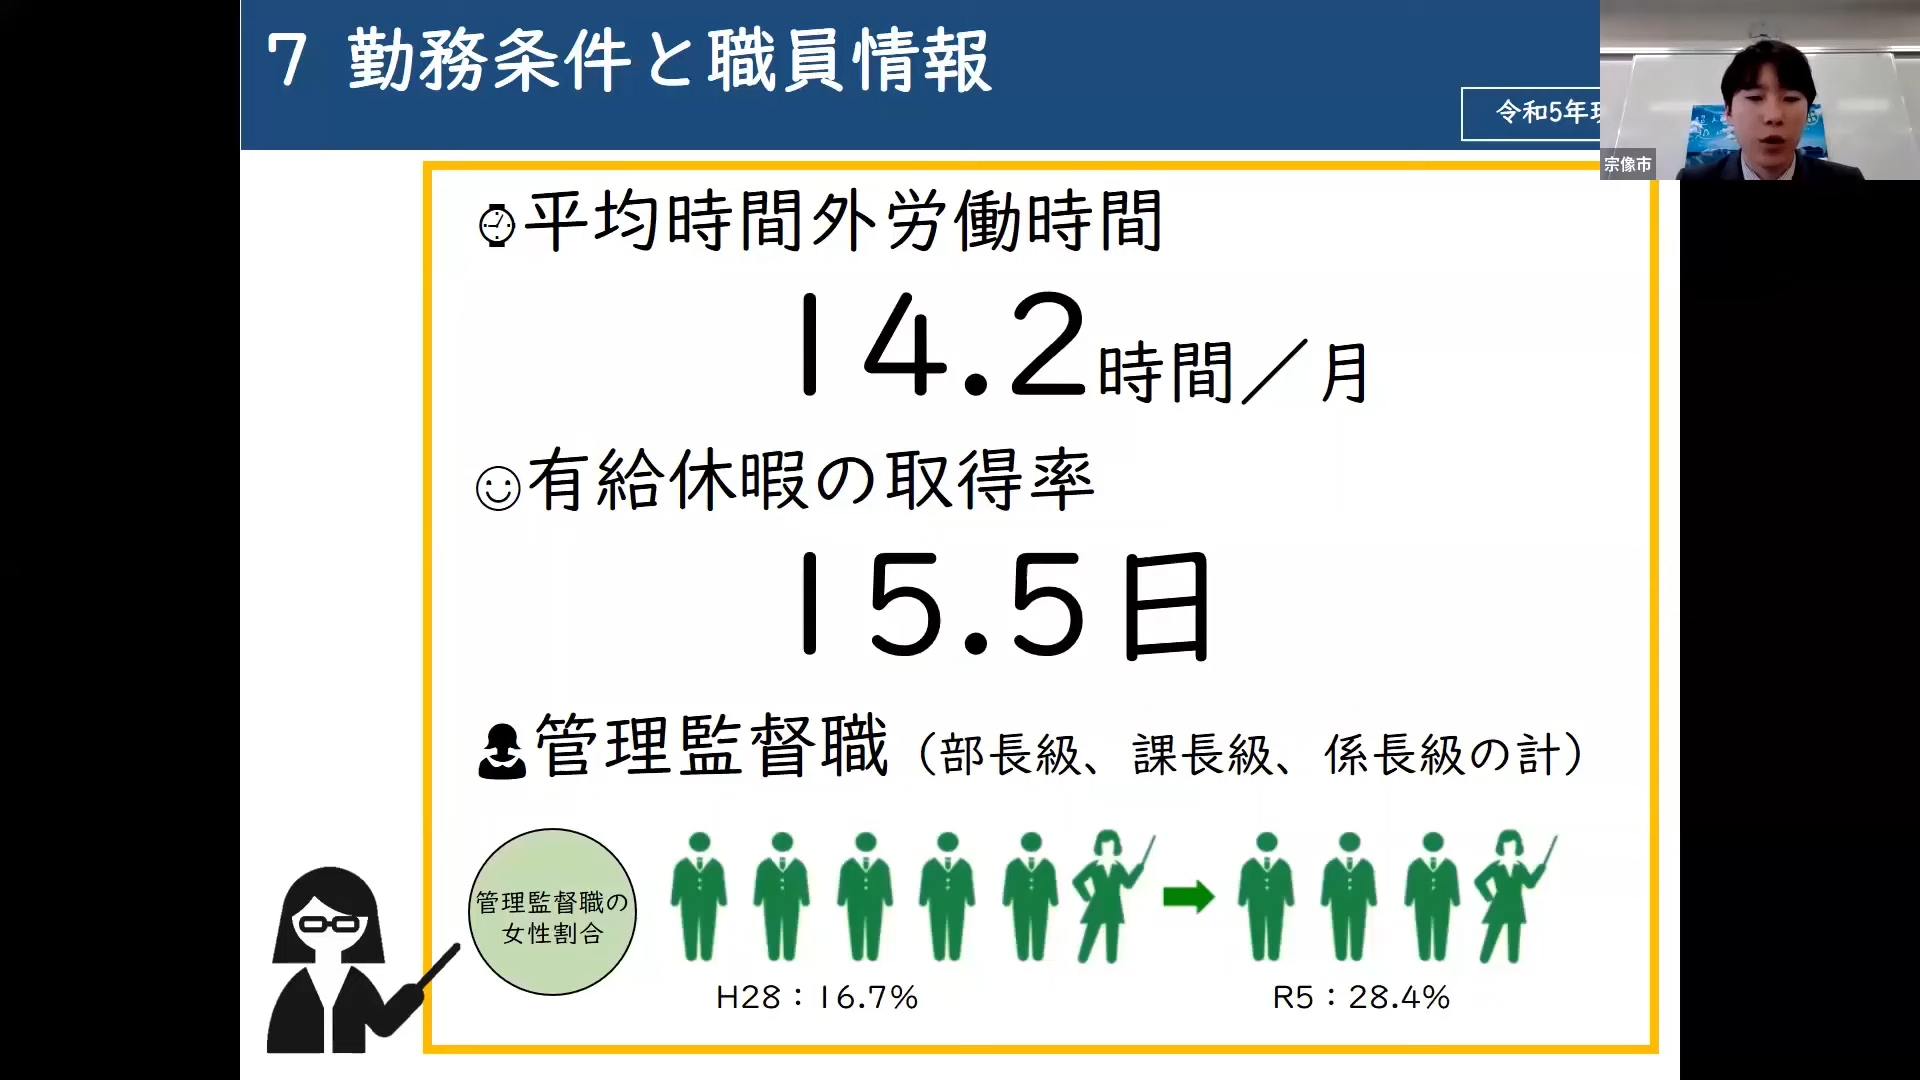 7 勤務条件と職員情報
令和5年
宗像市
平均時間外労働時間
14.2時間／月
有給休暇の取得率
15.5日
管理監督職（部長級、課長級、係長級の計）
管理監督職の
女性割合
H28：16.7%
R5：28.4%